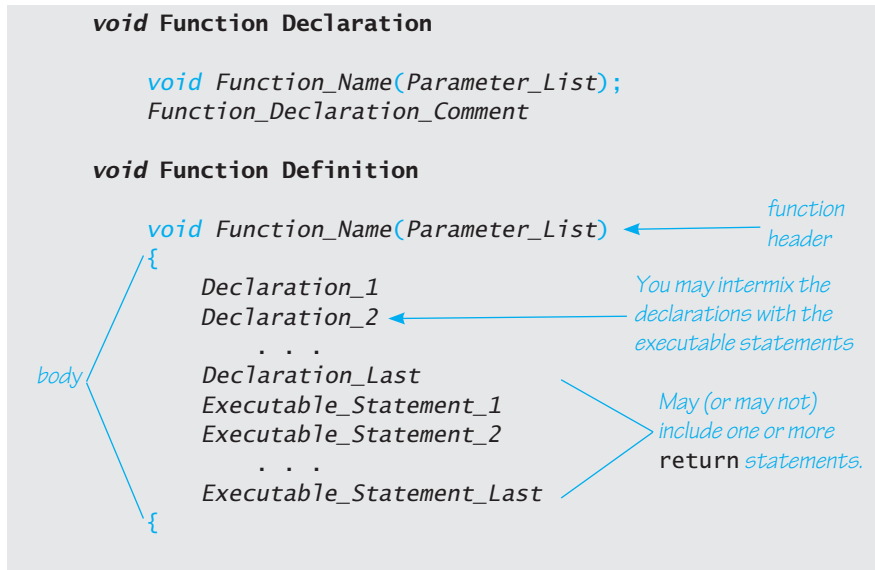 void Function Declaration
void Function_Name(Parameter_List);
Function_Declaration_Comment
void Function Definition
void Function_Name(Parameter_List)
function
header
{
Declaration_1
Declaration_2
You may intermix the
declarations with the
executable statements
. . .
Declaration_Last
Executable_Statement_1
Executable_Statement_2
. . .
Executable_Statement_Last
body
May (or may not)
include one or more
return statements.
{